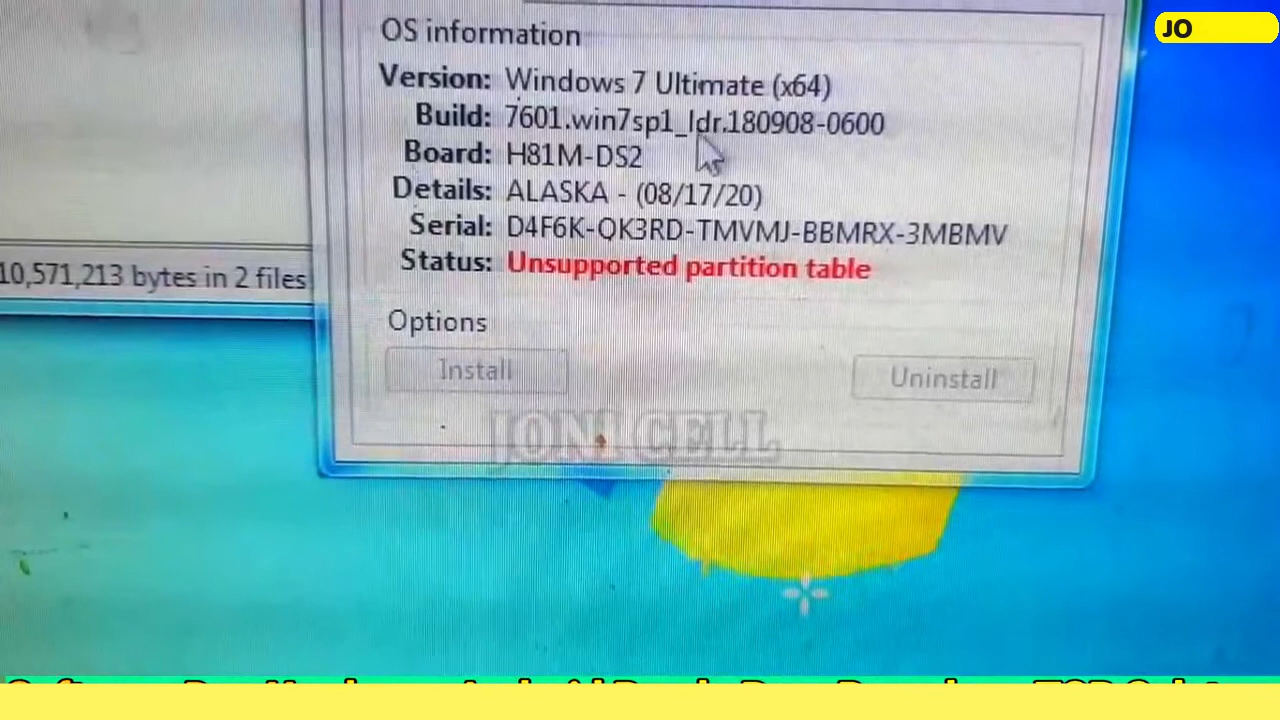 JO
OS information
Version: Windows 7 Ultimate (x64)
Build: 7601.win7sp1_ldr.180908-0600
Board: H81M-DS2
Details: ALASKA - (08/17/20)
Serial: D4F6K-QK3RD-TMVMJ-BBMRX-3MBMV
Status: Unsupported partition table
10,571,213 bytes in 2 files
Options
Install Uninstall
JONI CELL